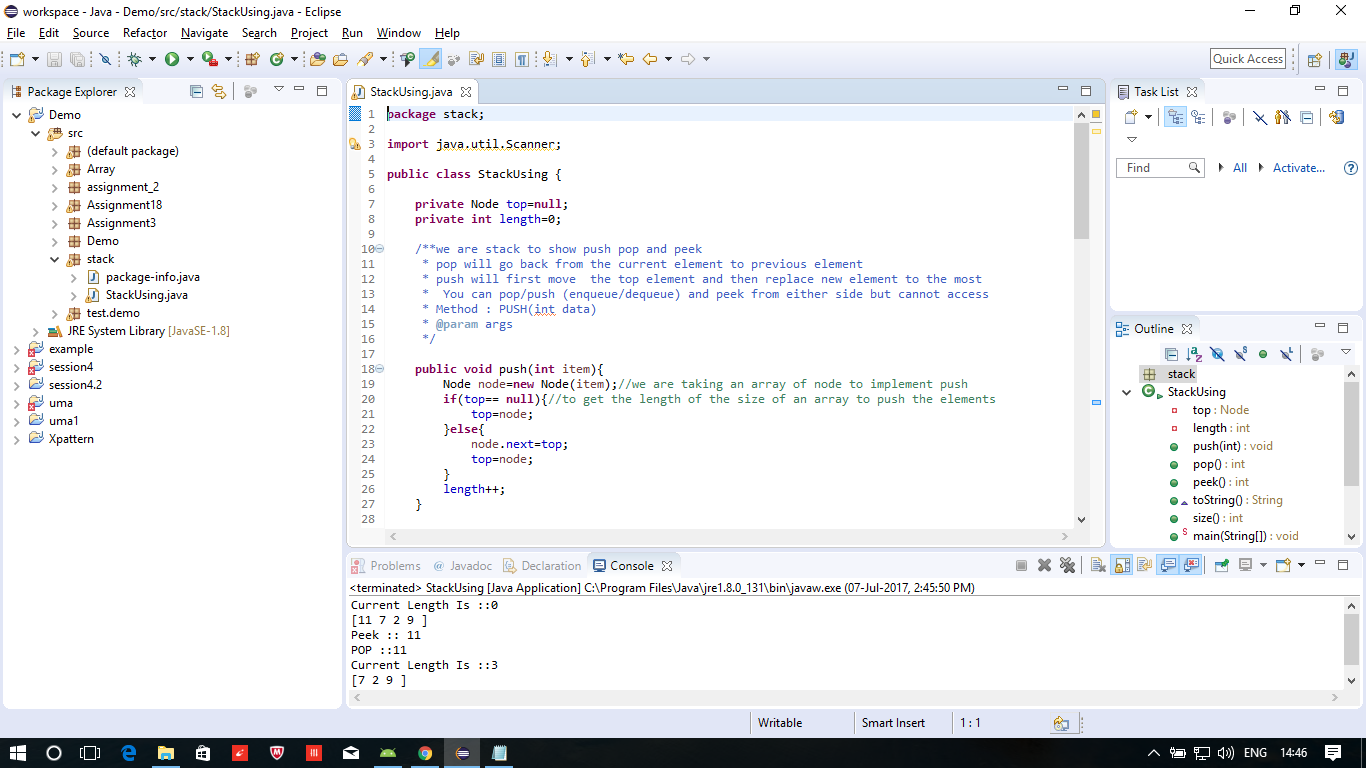 workspace - Java - Demo/src/stack/StackUsing.java - Eclipse
File Edit Source Refactor Navigate Search Project Run Window Help
Quick Access
Package Explorer
Demo
src
(default package)
Array
assignment_2
Assignment18
Assignment3
Demo
stack
package-info.java
StackUsing.java
test.demo
JRE System Library [JavaSE-1.8]
example
session4
session4.2
uma
uma1
Xpattern
StackUsing.java
1 package stack;
2
3 import java.util.Scanner;
4
5 public class StackUsing {
6
7 private Node top=null;
8 private int length=0;
9
10 /**we are stack to show push pop and peek
11 * pop will go back from the current element to previous element
12 * push will first move  the top element and then replace new element to the most
13 *  You can pop/push (enqueue/dequeue) and peek from either side but cannot access
14 * Method : PUSH(int data)
15 * @param args
16 */
17
18 public void push(int item){
19 Node node=new Node(item);//we are taking an array of node to implement push
20 if(top== null){//to get the length of the size of an array to push the elements
21 top=node;
22 }else{
23 node.next=top;
24 top=node;
25 }
26 length++;
27 }
28
Task List
Find All Activate...
Outline
stack
StackUsing
top : Node
length : int
push(int) : void
pop() : int
peek() : int
toString() : String
size() : int
main(String[]) : void
Problems @ Javadoc Declaration Console
<terminated> StackUsing [Java Application] C:\Program Files\Java\jre1.8.0_131\bin\javaw.exe (07-Jul-2017, 2:45:50 PM)
Current Length Is ::0
[11 7 2 9 ]
Peek :: 11
POP ::11
Current Length Is ::3
[7 2 9 ]
Writable Smart Insert 1 : 1
ENG 14:46